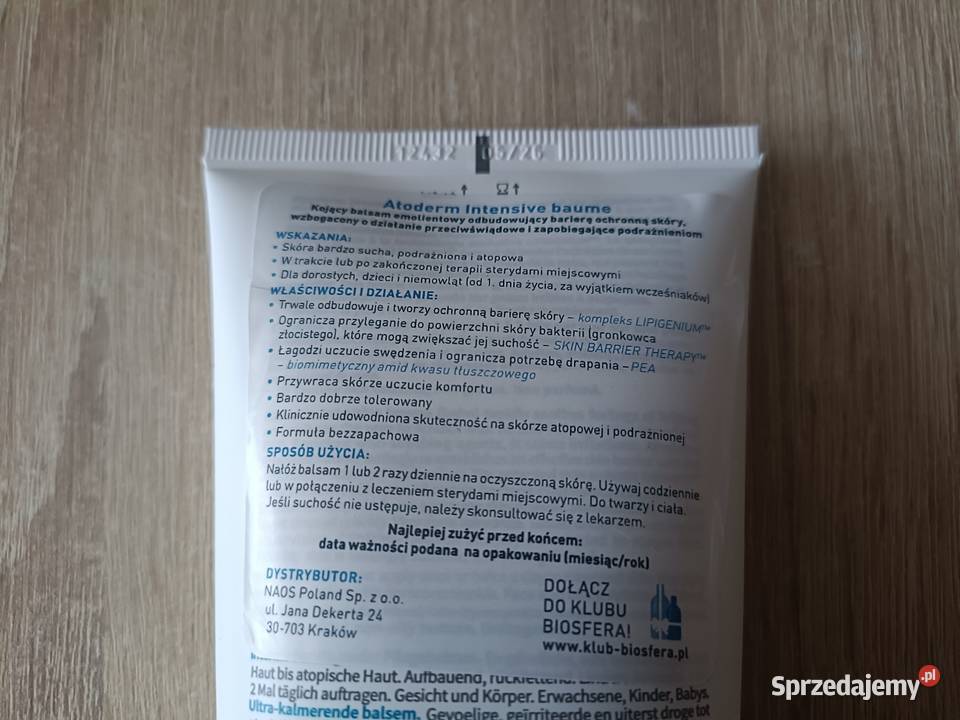 12432 03/26
Atoderm Intensive baume
Kojący balsam emolientowy odbudowujący barierę ochronną skóry,
wzbogacony o działanie przeciwświądowe i zapobiegające podrażnieniom
WSKAZANIA:
• Skóra bardzo sucha, podrażniona i atopowa
• W trakcie lub po zakończonej terapii sterydami miejscowymi
• Dla dorosłych, dzieci i niemowląt (od 1. dnia życia, za wyjątkiem wcześniaków)
WŁAŚCIWOŚCI I DZIAŁANIE:
• Trwale odbudowuje i tworzy ochronną barierę skóry – kompleks LIPIGENIUM™
• Ogranicza przyleganie do powierzchni skóry bakterii (gronkowca
złocistego), które mogą zwiększać jej suchość – SKIN BARRIER THERAPY™
• Łagodzi uczucie swędzenia i ogranicza potrzebę drapania – PEA
– biomimetyczny amid kwasu tłuszczowego
• Przywraca skórze uczucie komfortu
• Bardzo dobrze tolerowany
• Klinicznie udowodniona skuteczność na skórze atopowej i podrażnionej
• Formuła bezzapachowa
SPOSÓB UŻYCIA:
Nałóż balsam 1 lub 2 razy dziennie na oczyszczoną skórę. Używaj codziennie
lub w połączeniu z leczeniem sterydami miejscowymi. Do twarzy i ciała.
Jeśli suchość nie ustępuje, należy skonsultować się z lekarzem.
Najlepiej zużyć przed końcem:
data ważności podana na opakowaniu (miesiąc/rok)
DYSTRYBUTOR:
NAOS Poland Sp. z o.o.
ul. Jana Dekerta 24
30-703 Kraków
DOŁĄCZ
DO KLUBU
BIOSFERA!
www.klub-biosfera.pl
Haut bis atopische Haut. Aufbauend,
2 Mal täglich auftragen. Gesicht und Körper. Erwachsene, Kinder, Babys.
Ultra-kalmerende balsem. Gevoelige, geïrriteerde en uiterst droge tot
Sprzedajemy.pl